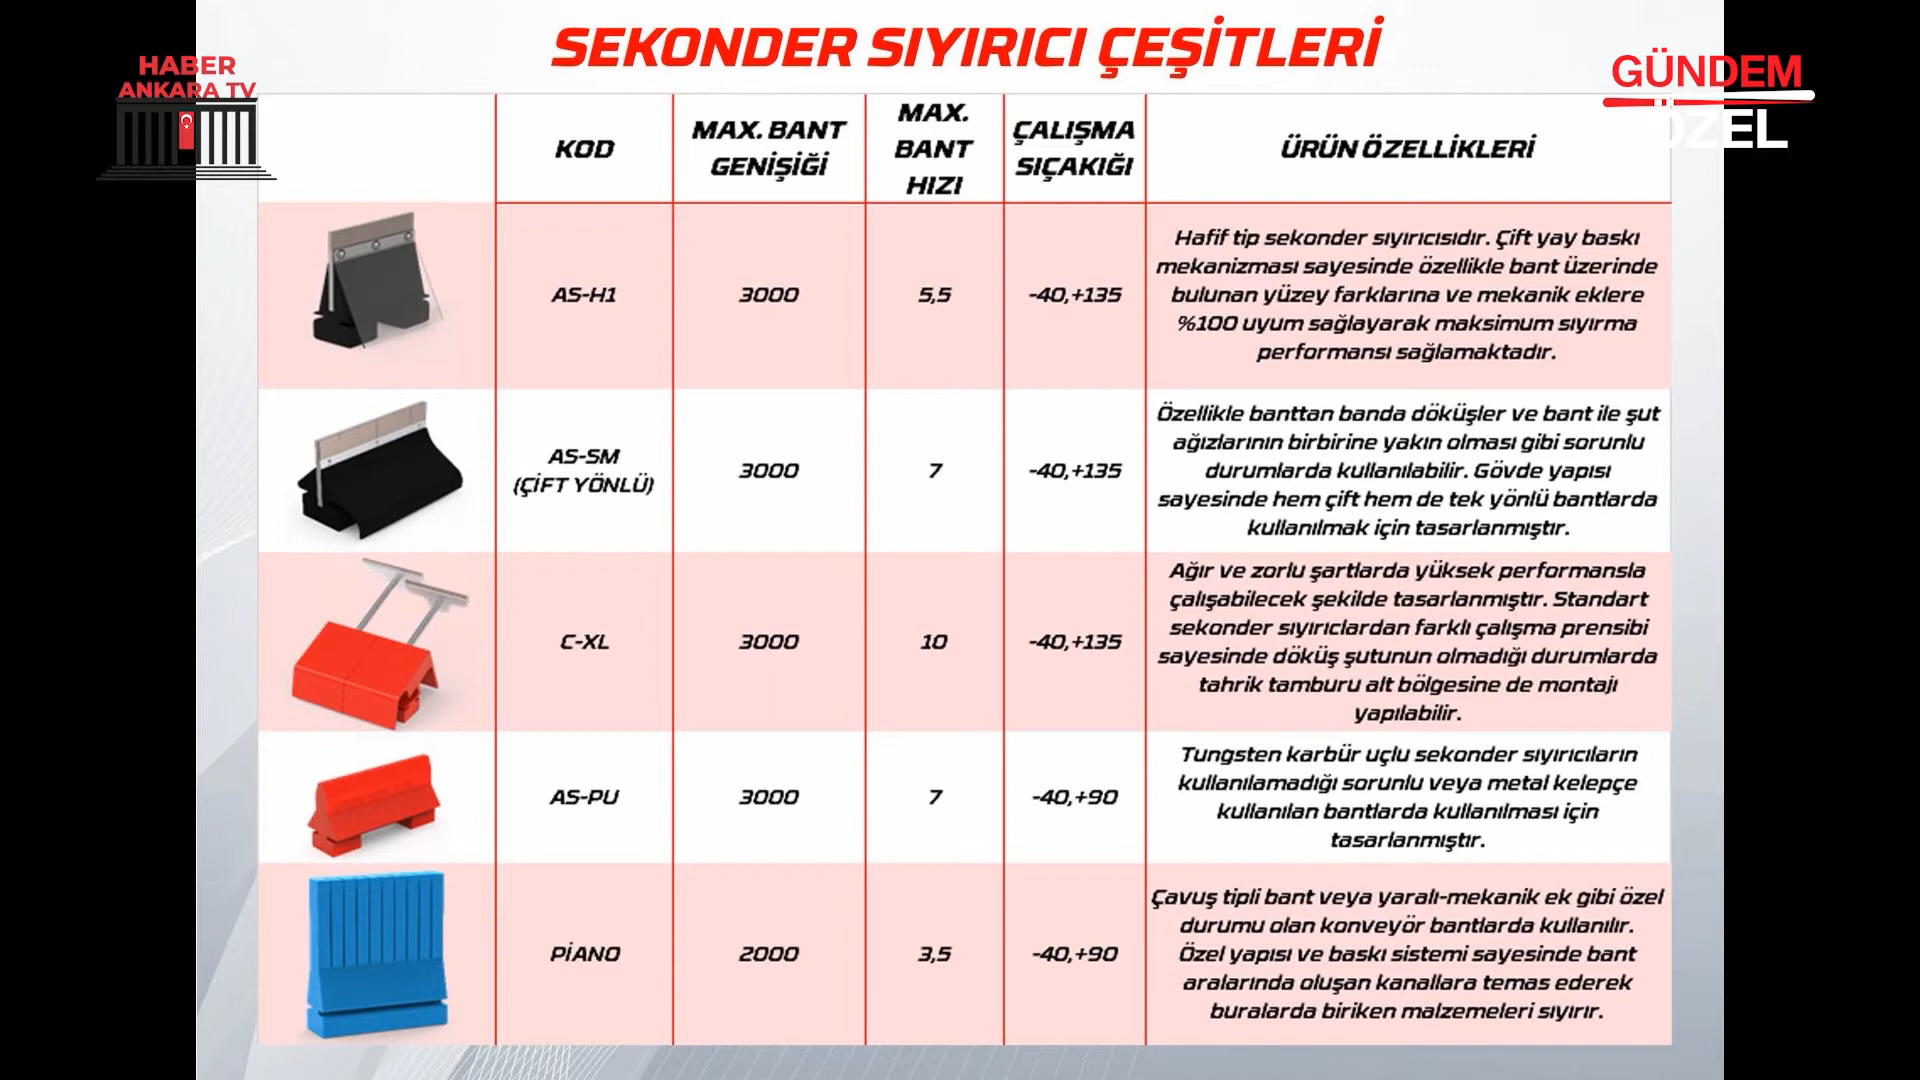 SEKONDER SIYIRICI ÇEŞİTLERİ
HABER
ANKARA TV
GÜNDEM
ÖZEL
KOD
MAX. BANT
GENİŞİĞİ
MAX.
BANT
HIZI
ÇALIŞMA
SIÇAKIĞI
ÜRÜN ÖZELLİKLERİ
AS-H1
3000
5,5
-40,+135
Hafif tip sekonder sıyırıcısıdır. Çift yay baskı
mekanizması sayesinde özellikle bant üzerinde
bulunan yüzey farklarına ve mekanik eklere
%100 uyum sağlayarak maksimum sıyırma
performansı sağlamaktadır.
AS-SM
(ÇİFT YÖNLÜ)
3000
7
-40,+135
Özellikle banttan banda döküşler ve bant ile şut
ağızlarının birbirine yakın olması gibi sorunlu
durumlarda kullanılabilir. Gövde yapısı
sayesinde hem çift hem de tek yönlü bantlarda
kullanılmak için tasarlanmıştır.
C-XL
3000
10
-40,+135
Ağır ve zorlu şartlarda yüksek performansla
çalışabilecek şekilde tasarlanmıştır. Standart
sekonder sıyırıclardan farklı çalışma prensibi
sayesinde döküş şutunun olmadığı durumlarda
tahrik tamburu alt bölgesine de montajı
yapılabilir.
AS-PU
3000
7
-40,+90
Tungsten karbür uçlu sekonder sıyırıcıların
kullanılamadığı sorunlu veya metal kelepçe
kullanılan bantlarda kullanılması için
tasarlanmıştır.
PİANO
2000
3,5
-40,+90
Çavuş tipli bant veya yaralı-mekanik ek gibi özel
durumu olan konveyör bantlarda kullanılır.
Özel yapısı ve baskı sistemi sayesinde bant
aralarında oluşan kanallara temas ederek
buralarda biriken malzemeleri sıyırır.